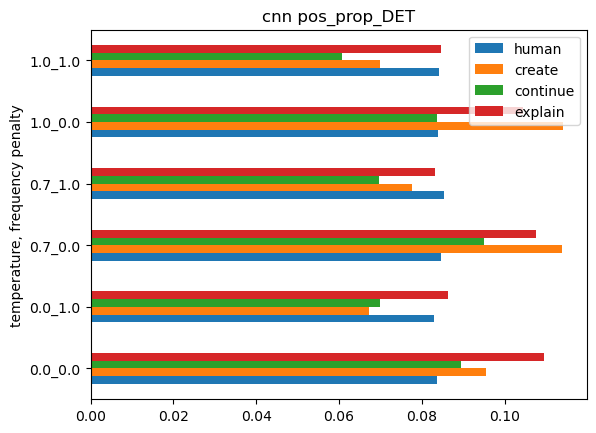 cnn pos_prop_DET
human
create
continue
explain
temperature, frequency penalty
1.0_1.0
1.0_0.0
0.7_1.0
0.7_0.0
0.0_1.0
0.0_0.0
0.00 0.02 0.04 0.06 0.08 0.10